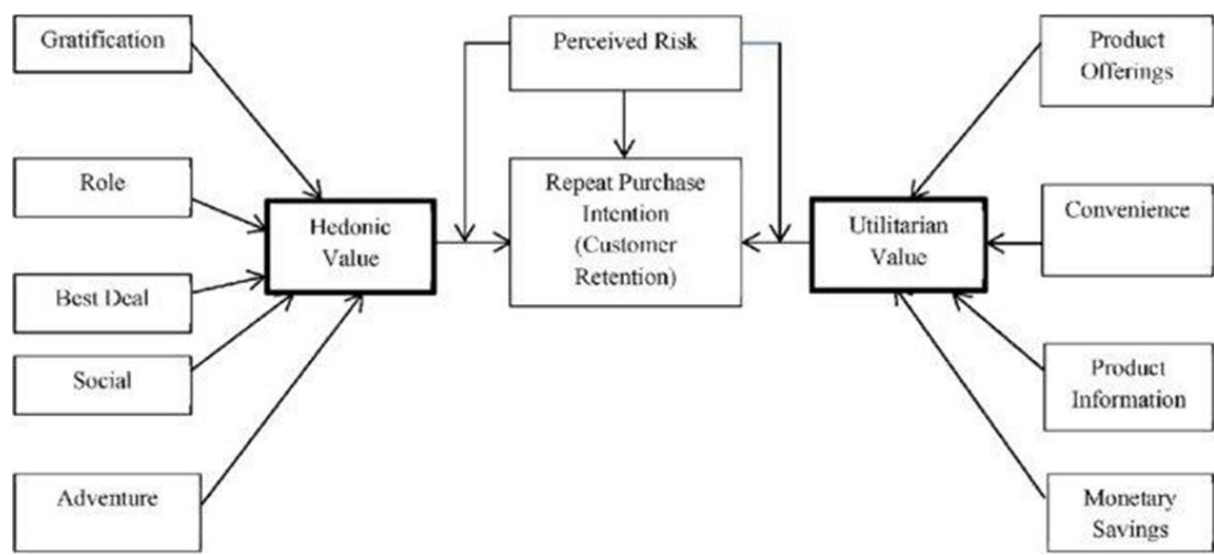 Gratification
Role
Best Deal
Social
Adventure
Hedonic
Value
Perceived Risk
Repeat Purchase
Intention
(Customer
Retention)
Utilitarian
Value
Product
Offerings
Convenience
Product
Information
Monetary
Savings